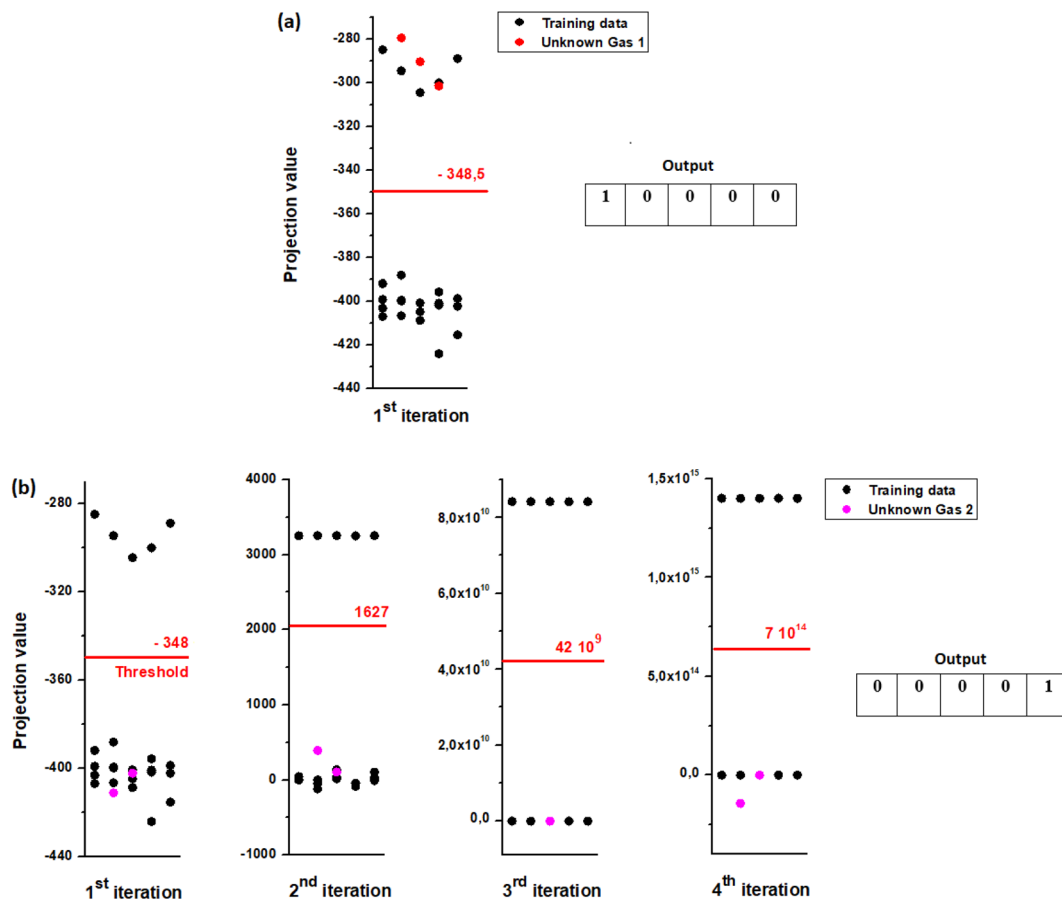 (a)
Training data
Unknown Gas 1
Projection value
-280
-300
-320
-340
-360
-380
-400
-420
-440
- 348,5
1st iteration
Output
1 0 0 0 0
(b)
Projection value
-280
-320
-360
-400
-440
- 348
Threshold
1st iteration
4000
3000
2000
1000
0
-1000
1627
2nd iteration
8,0x10^10
6,0x10^10
4,0x10^10
2,0x10^10
0,0
42 10^9
3rd iteration
1,5x10^15
1,0x10^15
5,0x10^14
0,0
7 10^14
4th iteration
Training data
Unknown Gas 2
Output
0 0 0 0 1